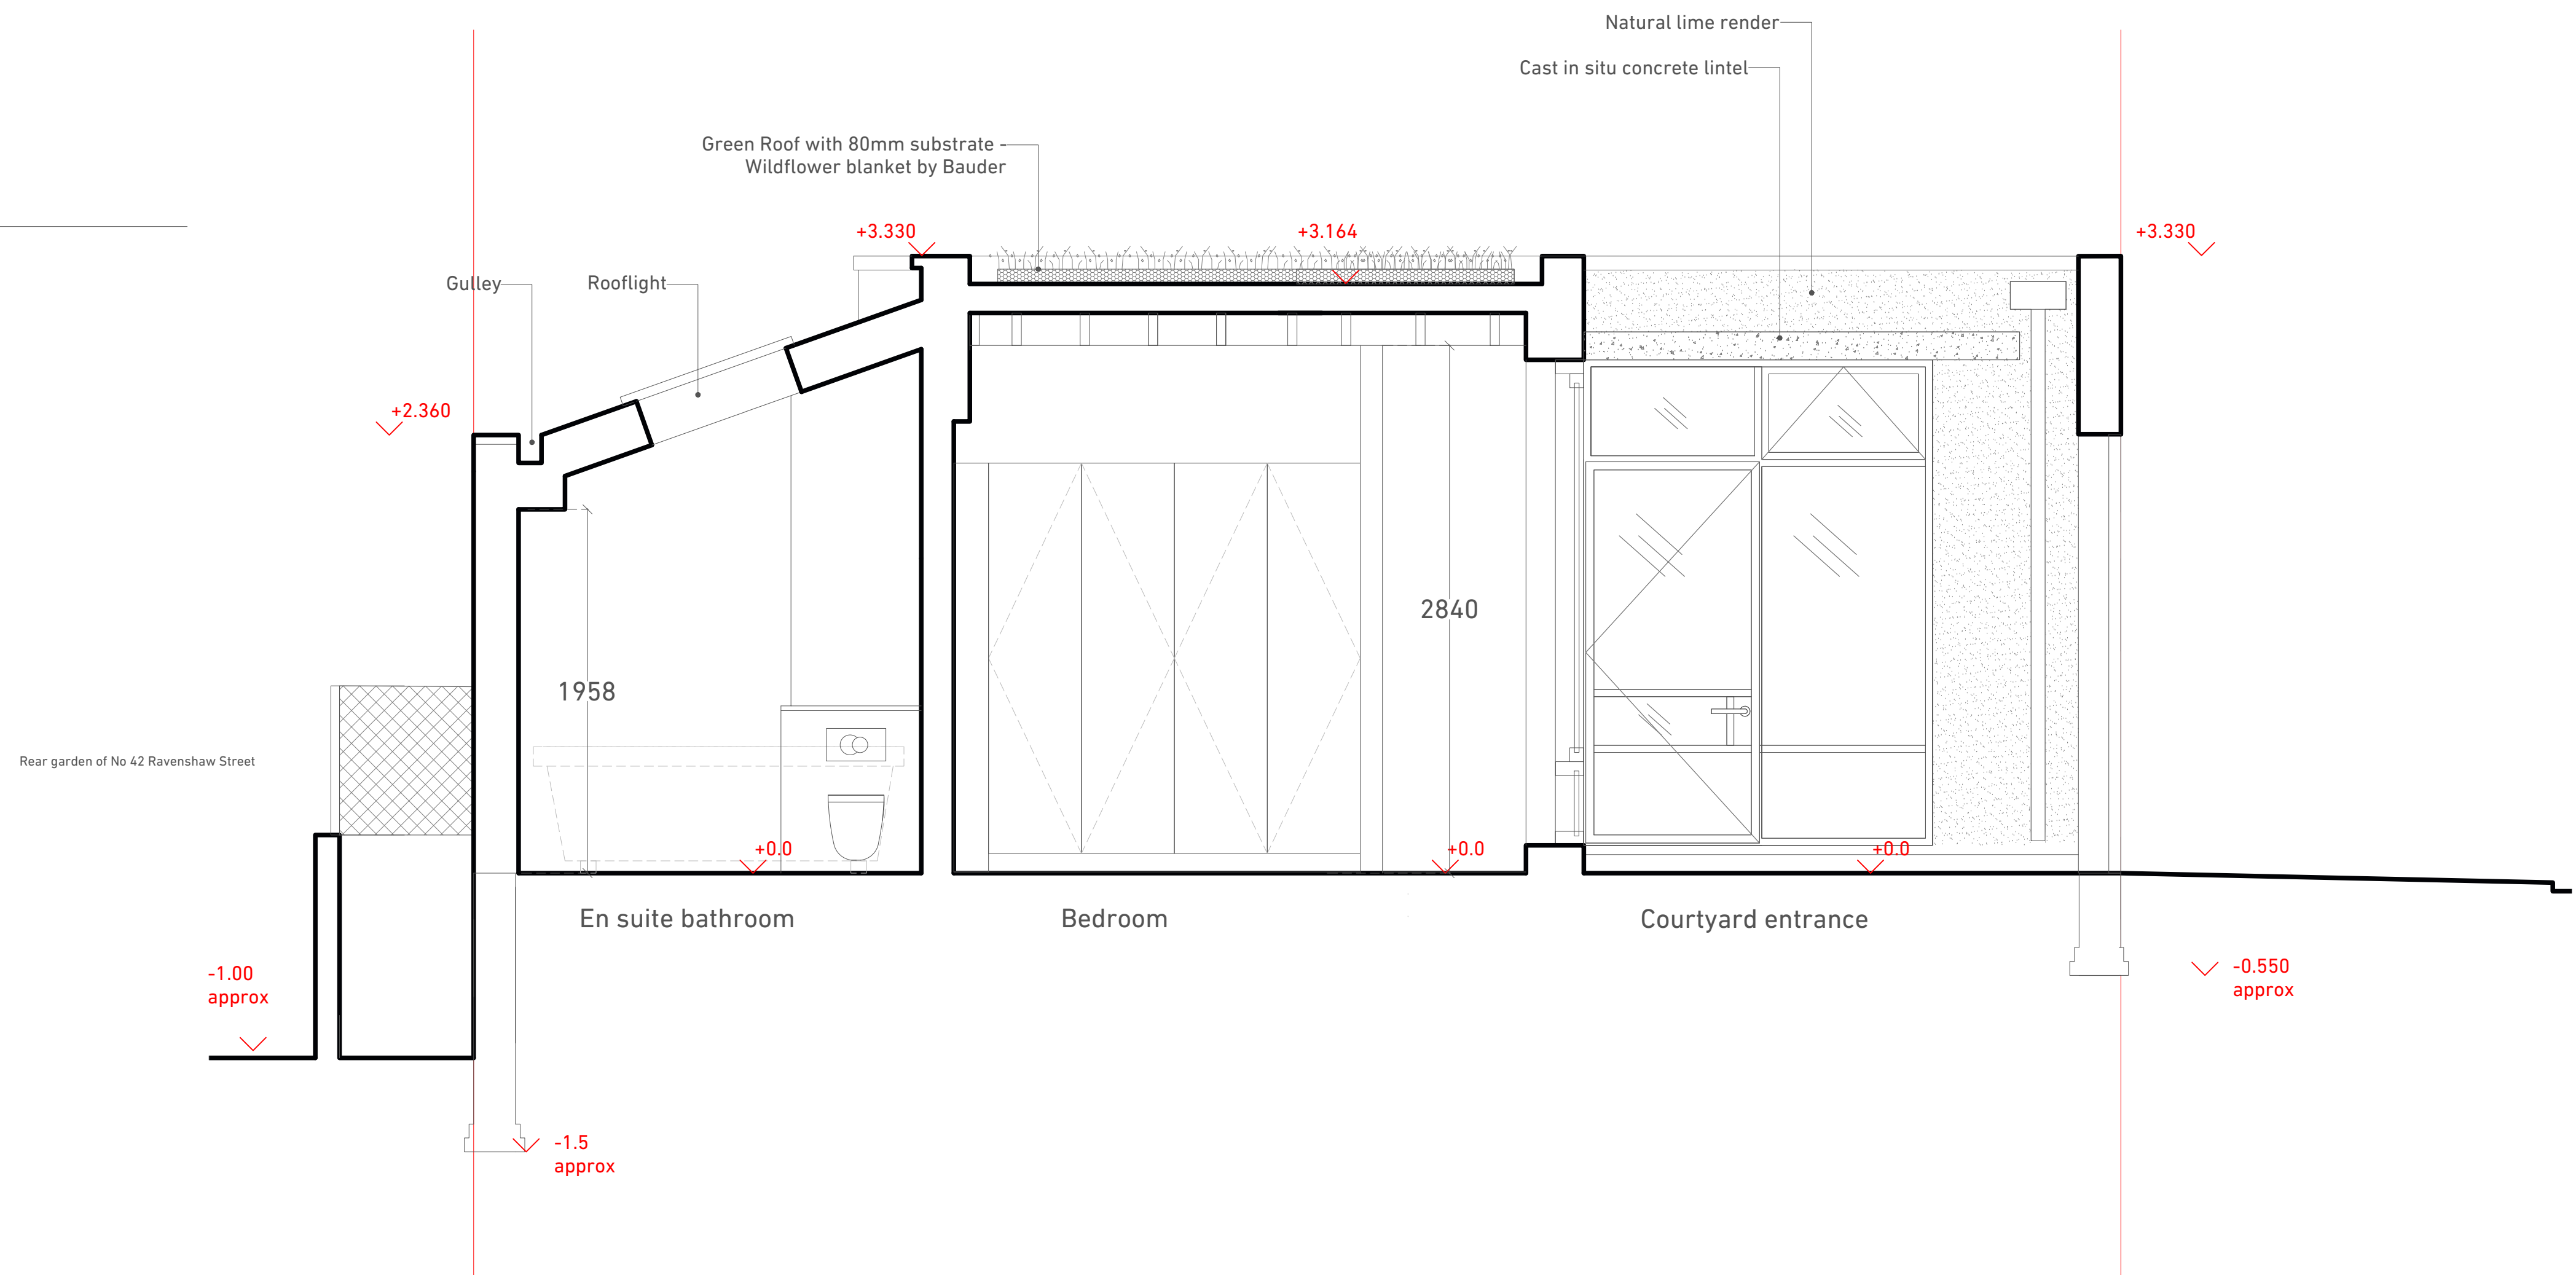 Natural lime render
Cast in situ concrete lintel
Green Roof with 80mm substrate -
Wildflower blanket by Bauder
+3.330
+3.164
+3.330
Gulley
Rooflight
+2.360
2840
1958
Rear garden of No 42 Ravenshaw Street
+0.0
+0.0
+0.0
En suite bathroom
Bedroom
Courtyard entrance
-1.00
approx
-0.550
approx
-1.5
approx